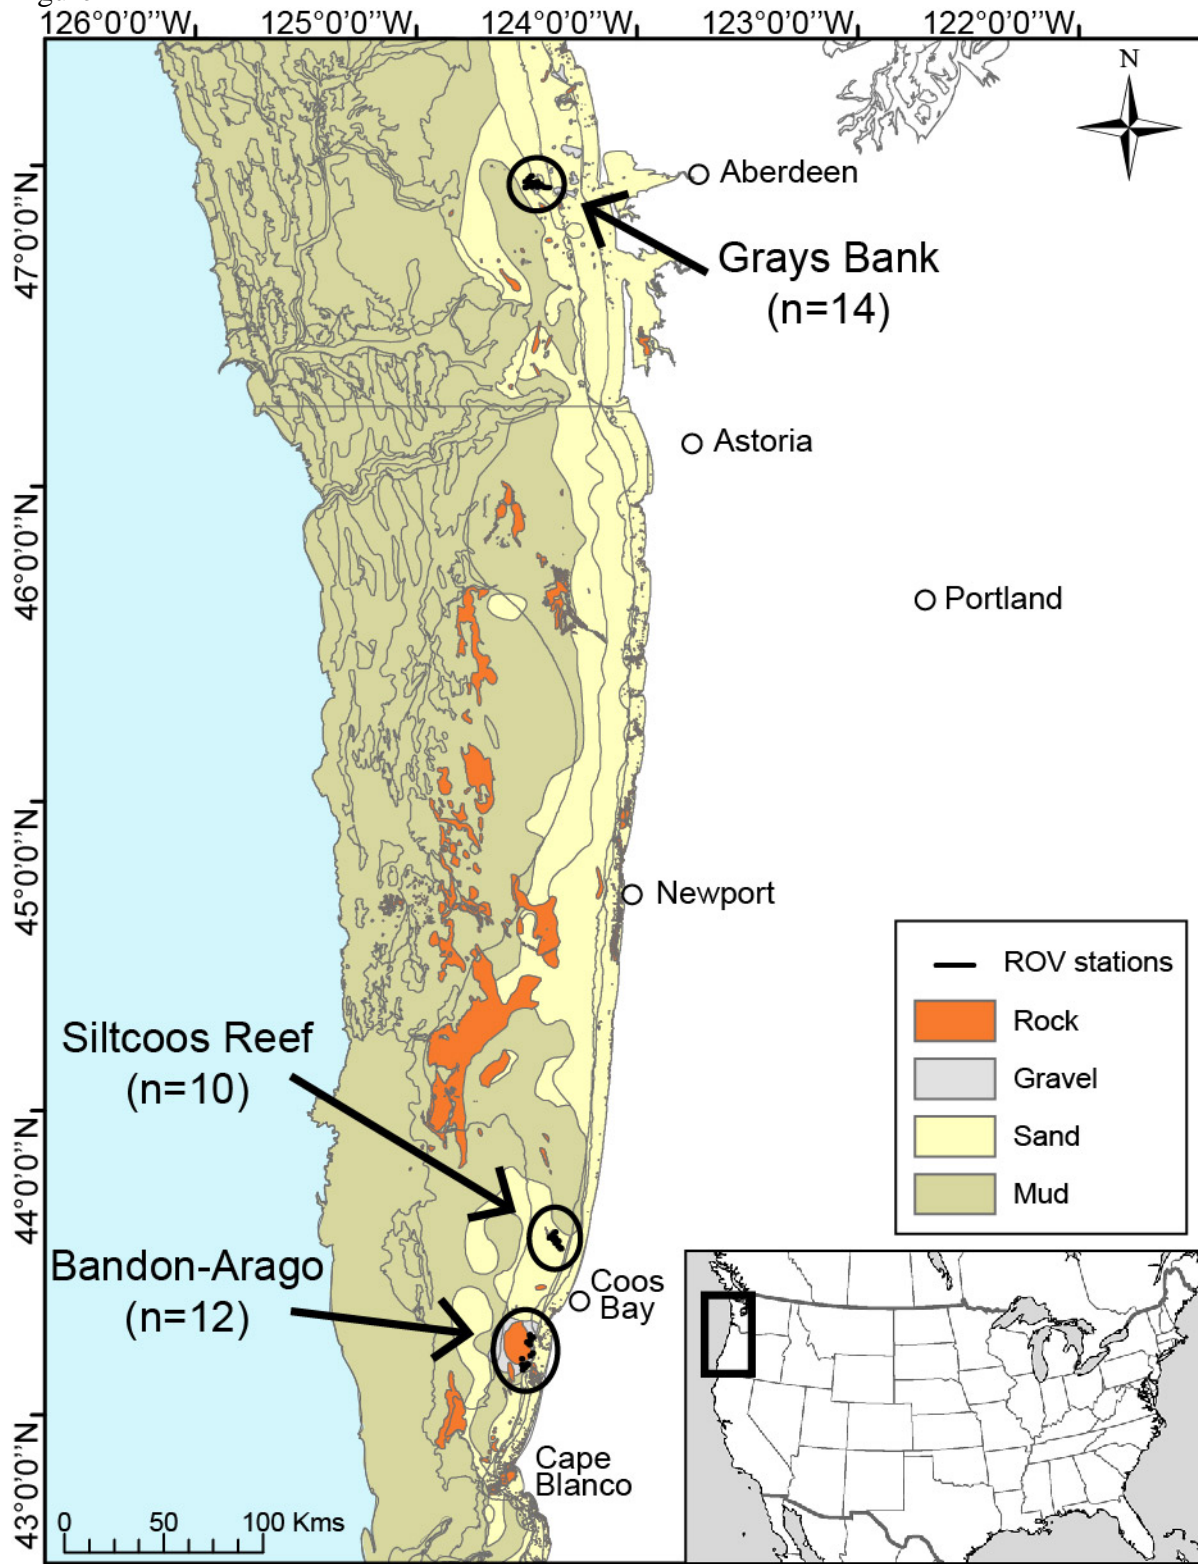 126°0'0"W 125°0'0"W 124°0'0"W 123°0'0"W 122°0'0"W
N
47°0'0"N
Aberdeen
Grays Bank
(n=14)
Astoria
46°0'0"N
Portland
45°0'0"N
Newport
ROV stations
Rock
Gravel
Sand
Mud
Siltcoos Reef
(n=10)
44°0'0"N
Bandon-Arago
(n=12)
Coos
Bay
43°0'0"N
Cape
Blanco
0 50 100 Kms